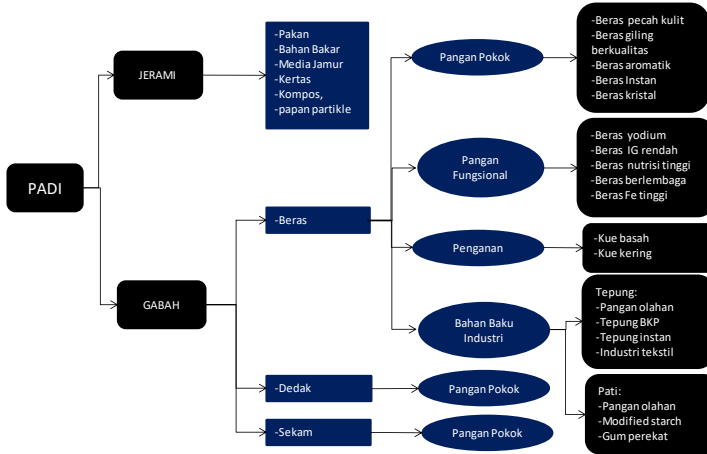 PADI
JERAMI
-Pakan
-Bahan Bakar
-Media Jamur
-Kertas
-Kompos,
-papan partikle
GABAH
-Beras
Pangan Pokok
-Beras pecah kulit
-Beras giling
berkualitas
-Beras aromatik
-Beras Instan
-Beras kristal
Pangan
Fungsional
-Beras yodium
-Beras IG rendah
-Beras nutrisi tinggi
-Beras berlembaga
-Beras Fe tinggi
Penganan
-Kue basah
-Kue kering
Bahan Baku
Industri
Tepung:
-Pangan olahan
-Tepung BKP
-Tepung instan
-Industri tekstil
Pati:
-Pangan olahan
-Modified starch
-Gum perekat
-Dedak
Pangan Pokok
-Sekam
Pangan Pokok